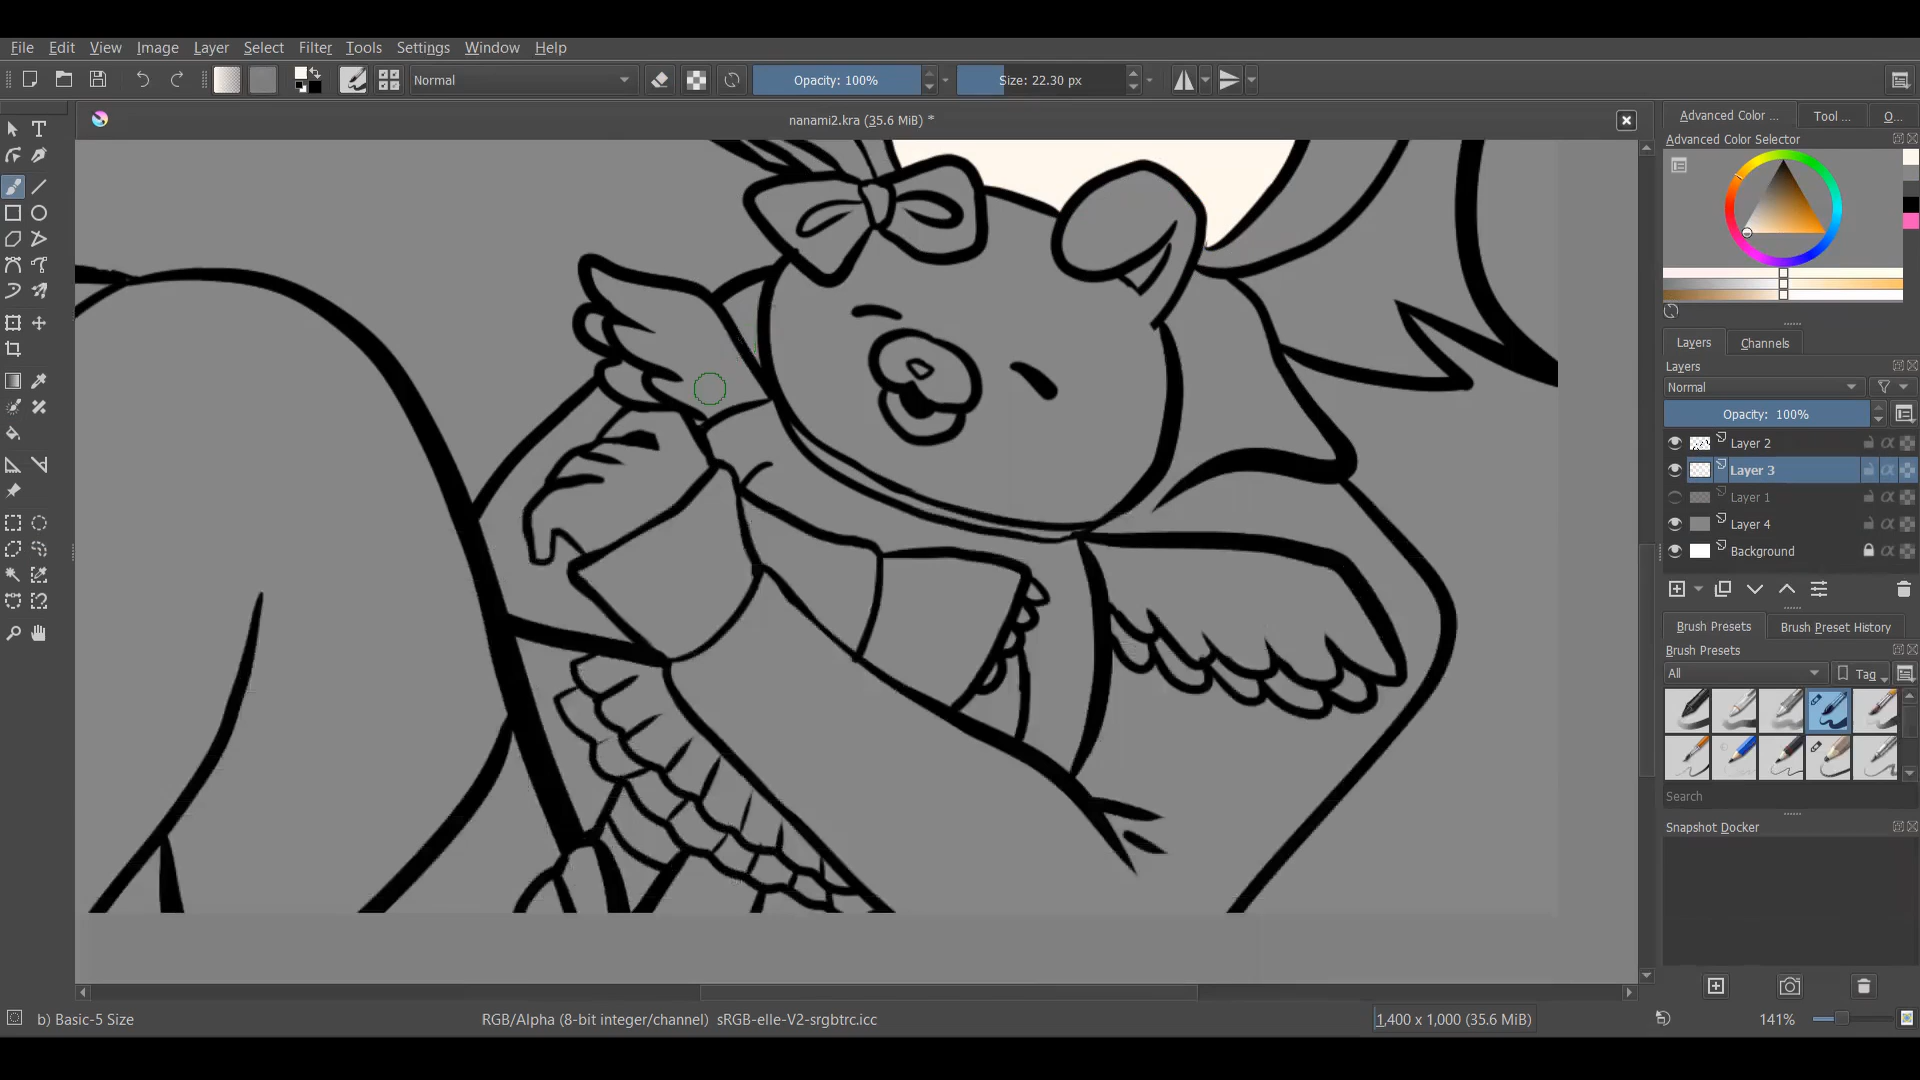 File Edit View Image Layer Select Filter Tools Settings Window Help
Normal Opacity: 100% Size: 22.30 px
nanami2.kra (35.6 MiB) *
Advanced Color ... Tool ... O...
Advanced Color Selector
Layers Channels
Layers
Normal
Opacity: 100%
Layer 2
Layer 3
Layer 1
Layer 4
Background
Brush Presets Brush Preset History
Brush Presets
All Tag
Search
Snapshot Docker
b) Basic-5 Size RGB/Alpha (8-bit integer/channel) sRGB-elle-V2-srgbtrc.icc 1,400 x 1,000 (35.6 MiB) 141%